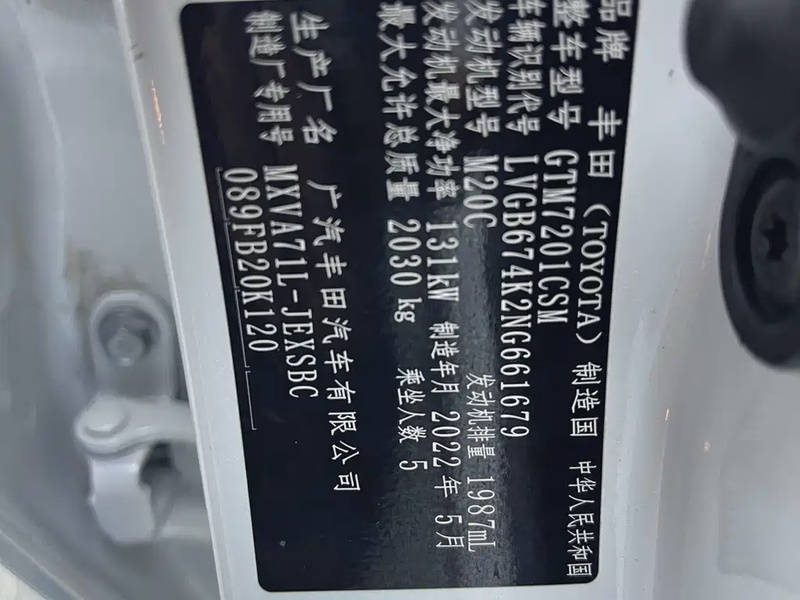 品牌 丰田 (TOYOTA) 制造国 中华人民共和国
整车型号 GTM7201CSM
车辆识别代号 LVGB674K2NG661679
发动机型号 M20C 发动机排量 1987mL
发动机最大净功率 131kW 制造年月 2022年 5月
最大允许总质量 2030 kg 乘坐人数 5
生产厂名 广汽丰田汽车有限公司
制造厂专用号 MXVA71L-JEXSBC
089FB20K120